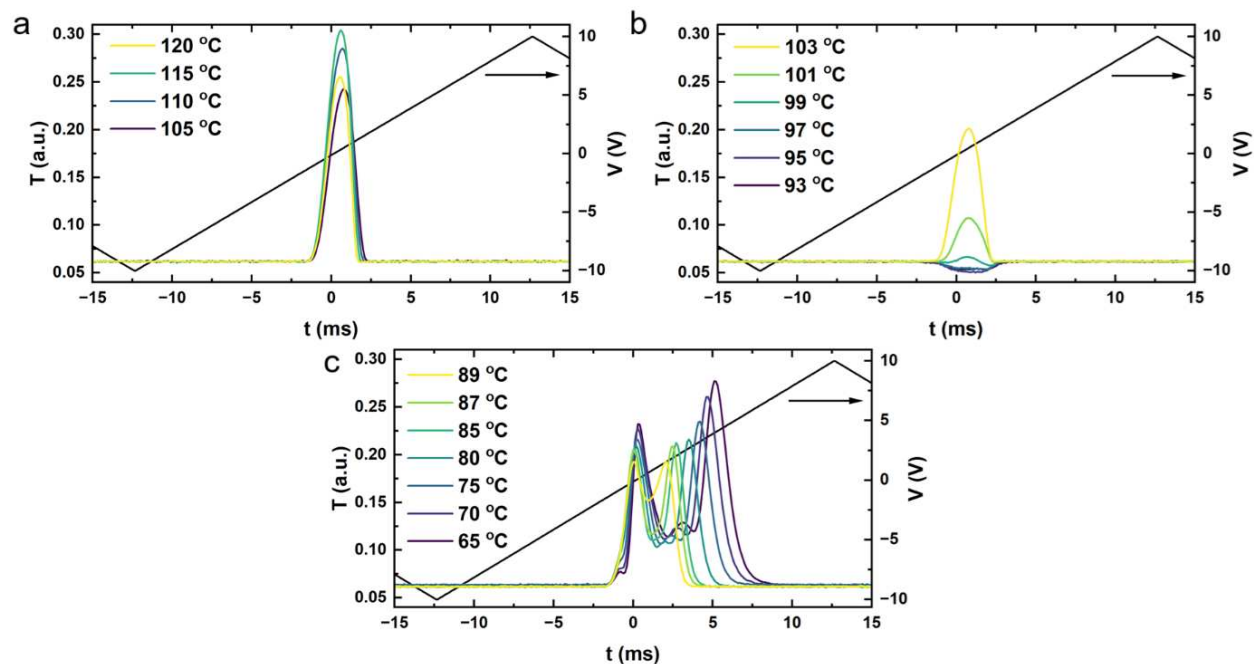 a
T (a.u.)
0.30
0.25
0.20
0.15
0.10
0.05
120 °C
115 °C
110 °C
105 °C
10
5
0
−5
−10
V (V)
−15 −10 −5 0 5 10 15
t (ms)
b
T (a.u.)
0.30
0.25
0.20
0.15
0.10
0.05
103 °C
101 °C
99 °C
97 °C
95 °C
93 °C
10
5
0
−5
−10
V (V)
−15 −10 −5 0 5 10 15
t (ms)
c
T (a.u.)
0.30
0.25
0.20
0.15
0.10
0.05
89 °C
87 °C
85 °C
80 °C
75 °C
70 °C
65 °C
10
5
0
−5
−10
V (V)
−15 −10 −5 0 5 10 15
t (ms)